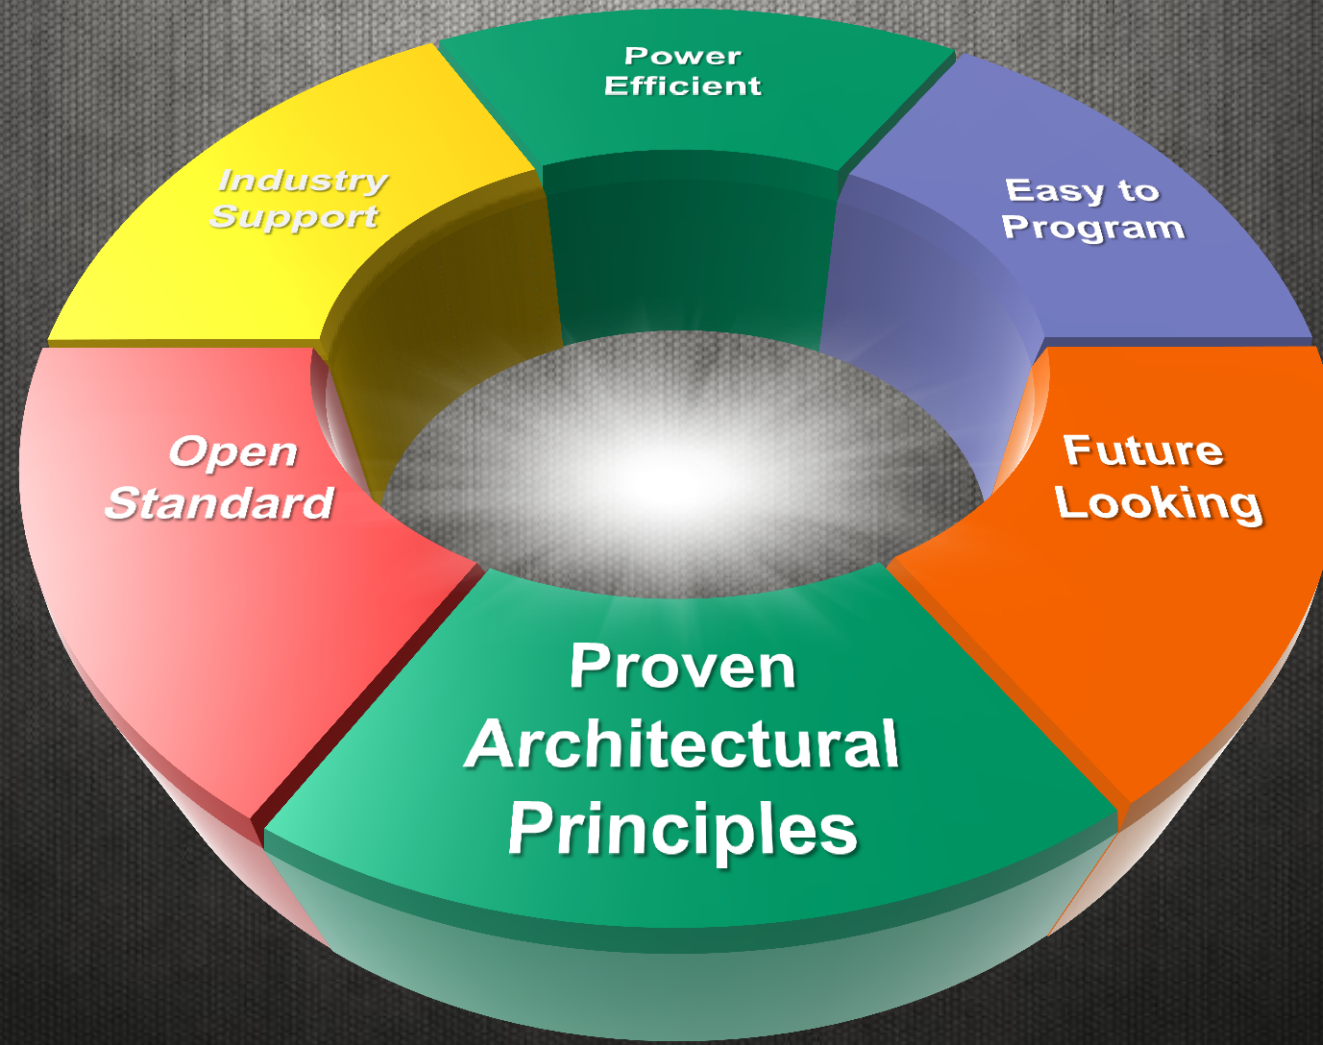 Power
Efficient
Industry
Support
Easy to
Program
Open
Standard
Future
Looking
Proven
Architectural
Principles